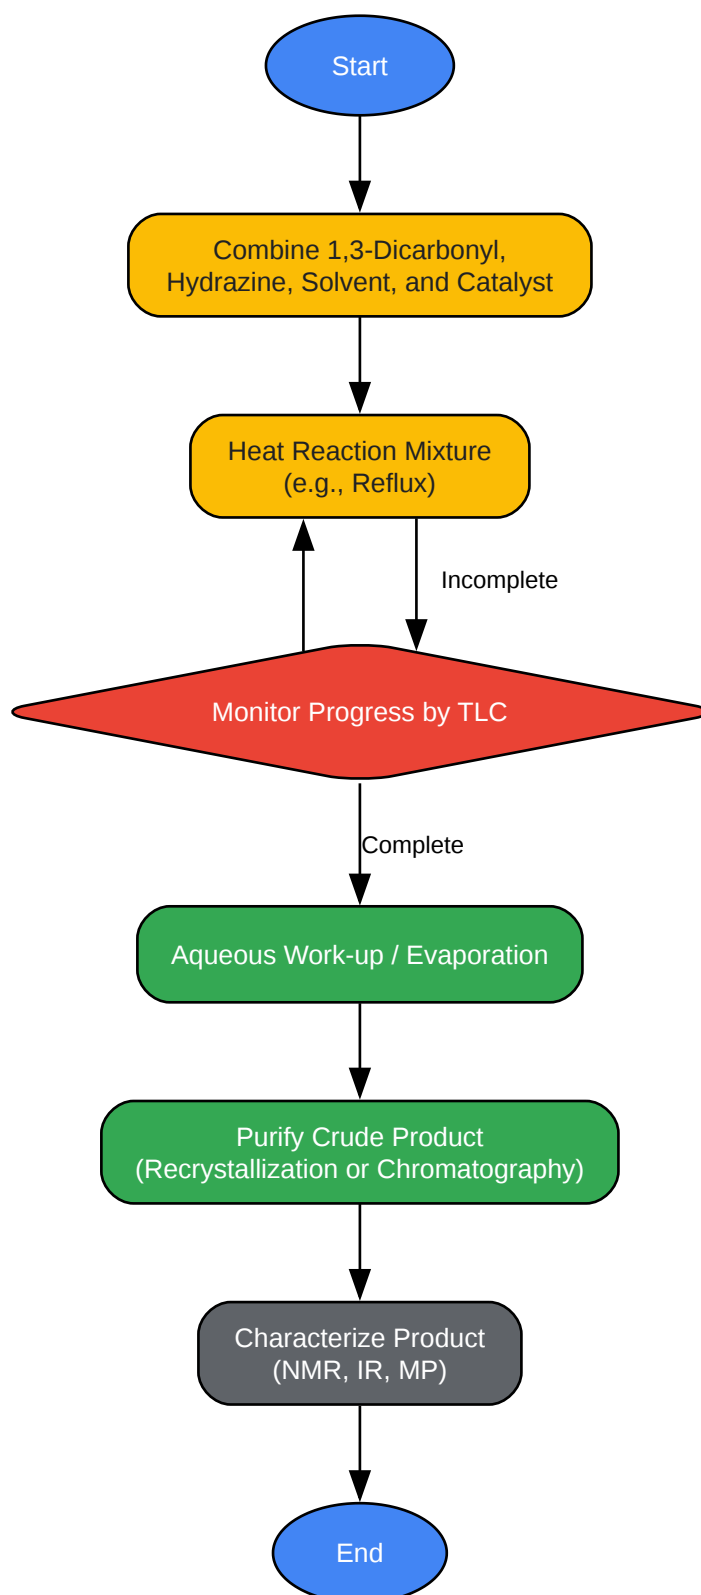 Start
Combine 1,3-Dicarbonyl,
Hydrazine, Solvent, and Catalyst
Heat Reaction Mixture
(e.g., Reflux)
Incomplete
Monitor Progress by TLC
Complete
Aqueous Work-up / Evaporation
Purify Crude Product
(Recrystallization or Chromatography)
Characterize Product
(NMR, IR, MP)
End